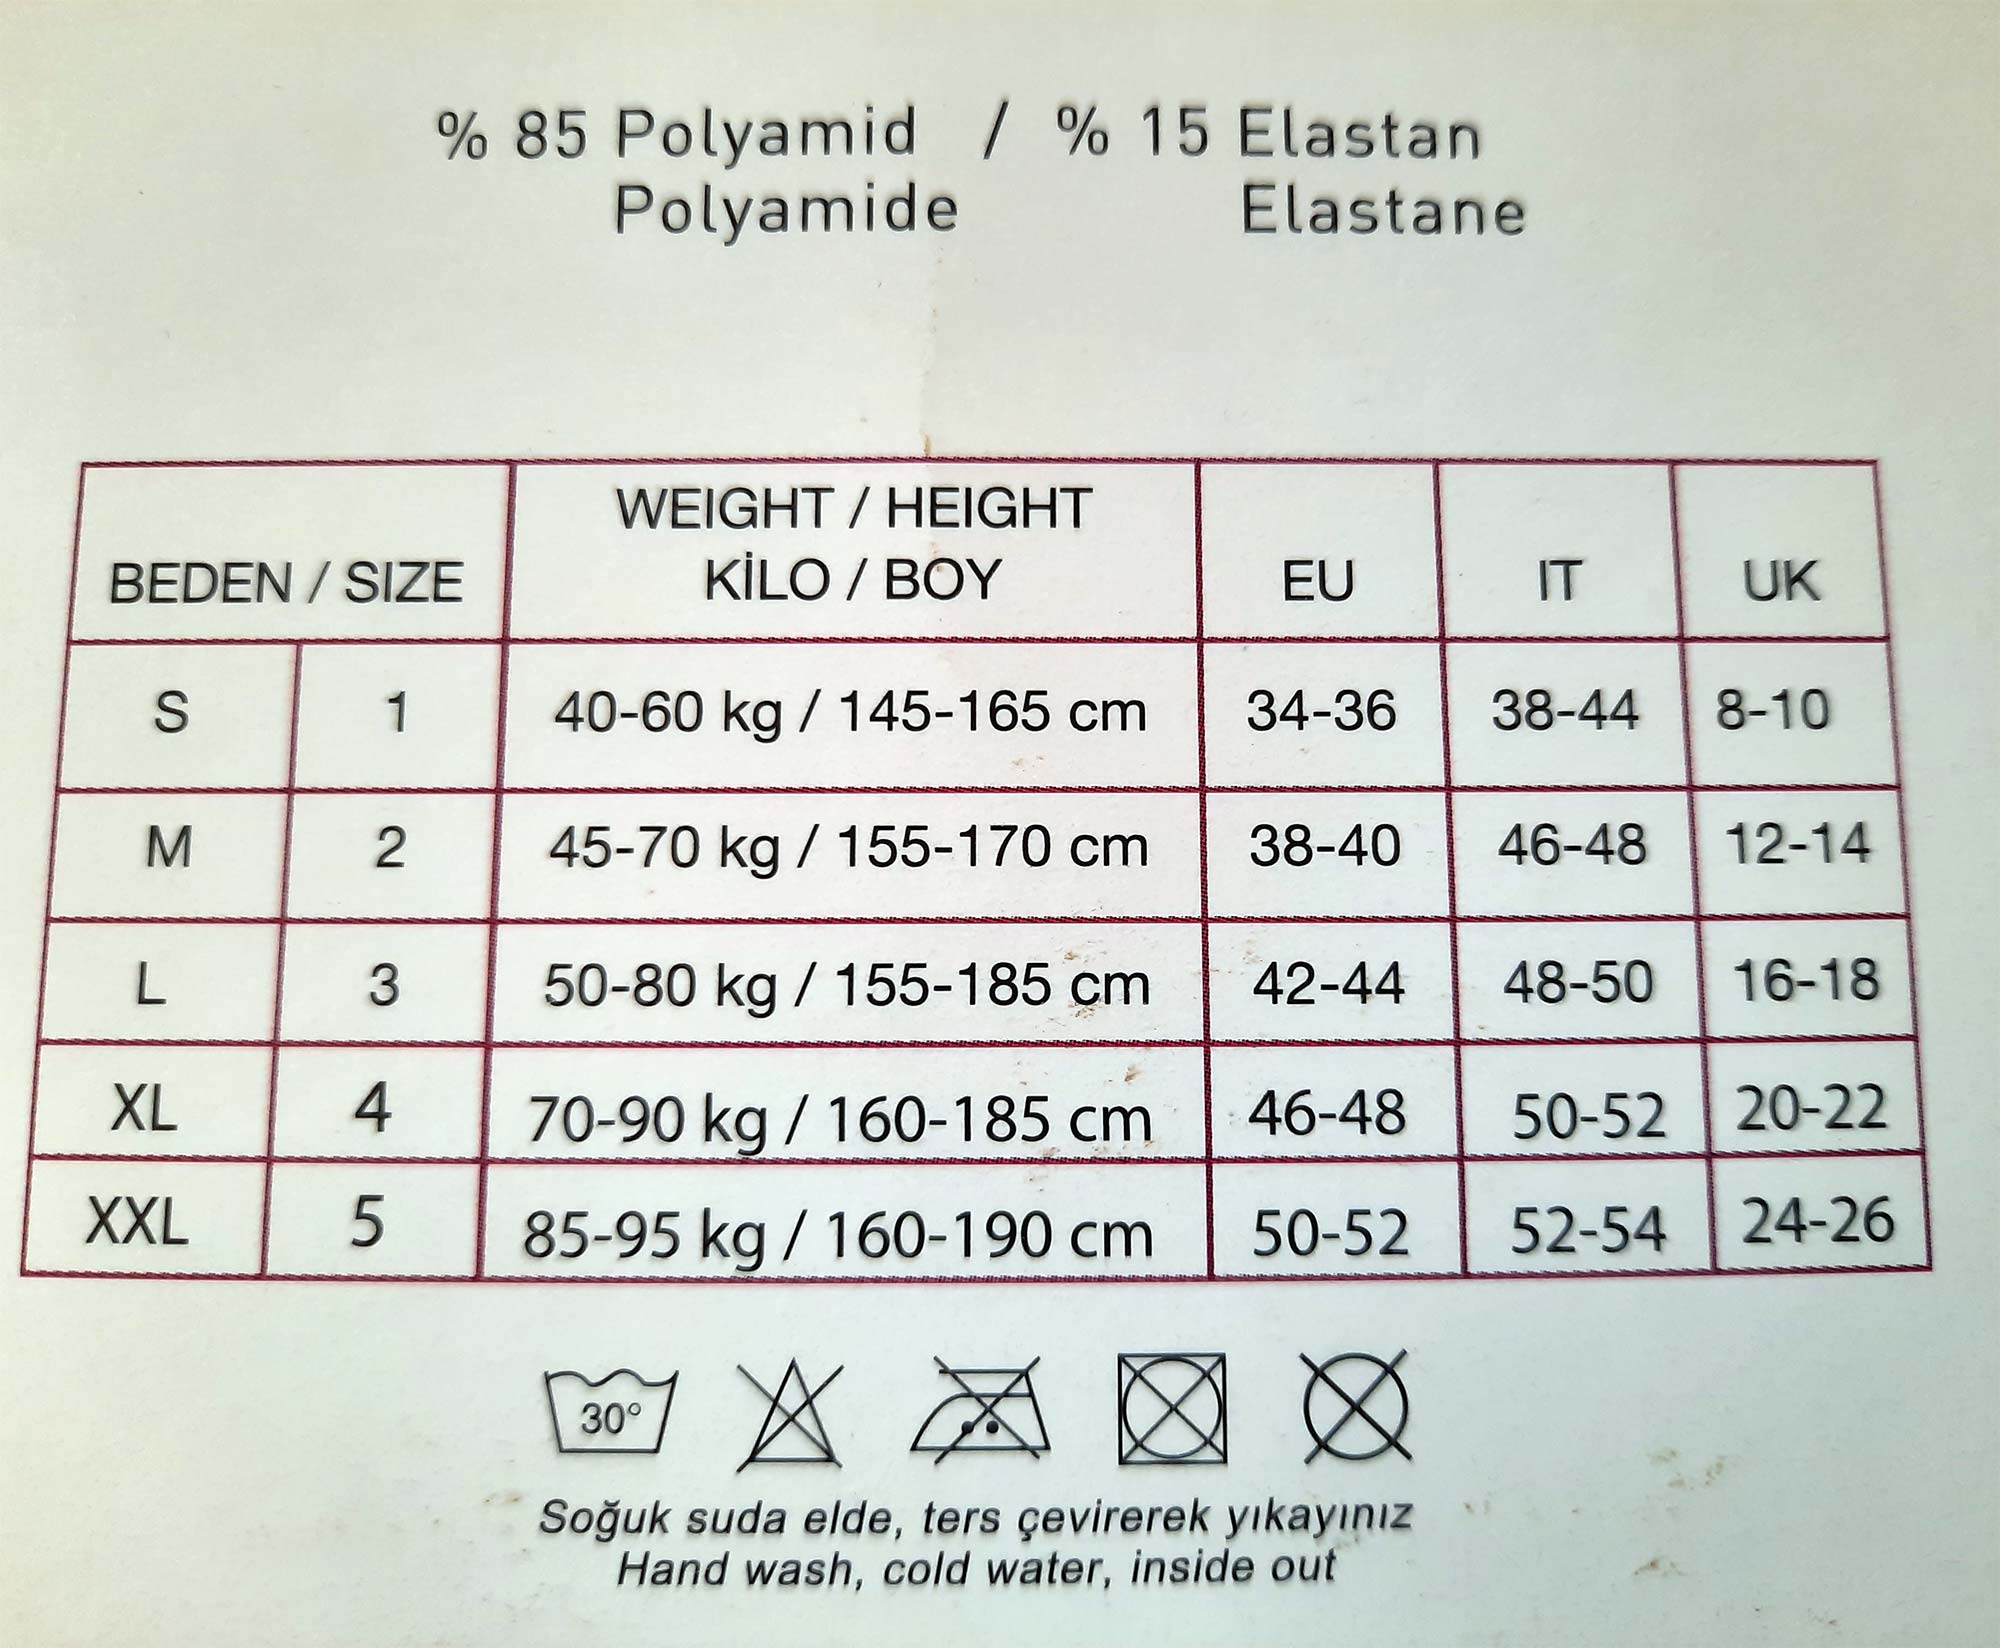 % 85 Polyamid / % 15 Elastan
Polyamide Elastane
WEIGHT / HEIGHT
BEDEN / SIZE KİLO / BOY EU IT UK
S 1 40-60 kg / 145-165 cm 34-36 38-44 8-10
M 2 45-70 kg / 155-170 cm 38-40 46-48 12-14
L 3 50-80 kg / 155-185 cm 42-44 48-50 16-18
XL 4 70-90 kg / 160-185 cm 46-48 50-52 20-22
XXL 5 85-95 kg / 160-190 cm 50-52 52-54 24-26
30°
Soğuk suda elde, ters çevirerek yıkayınız
Hand wash, cold water, inside out